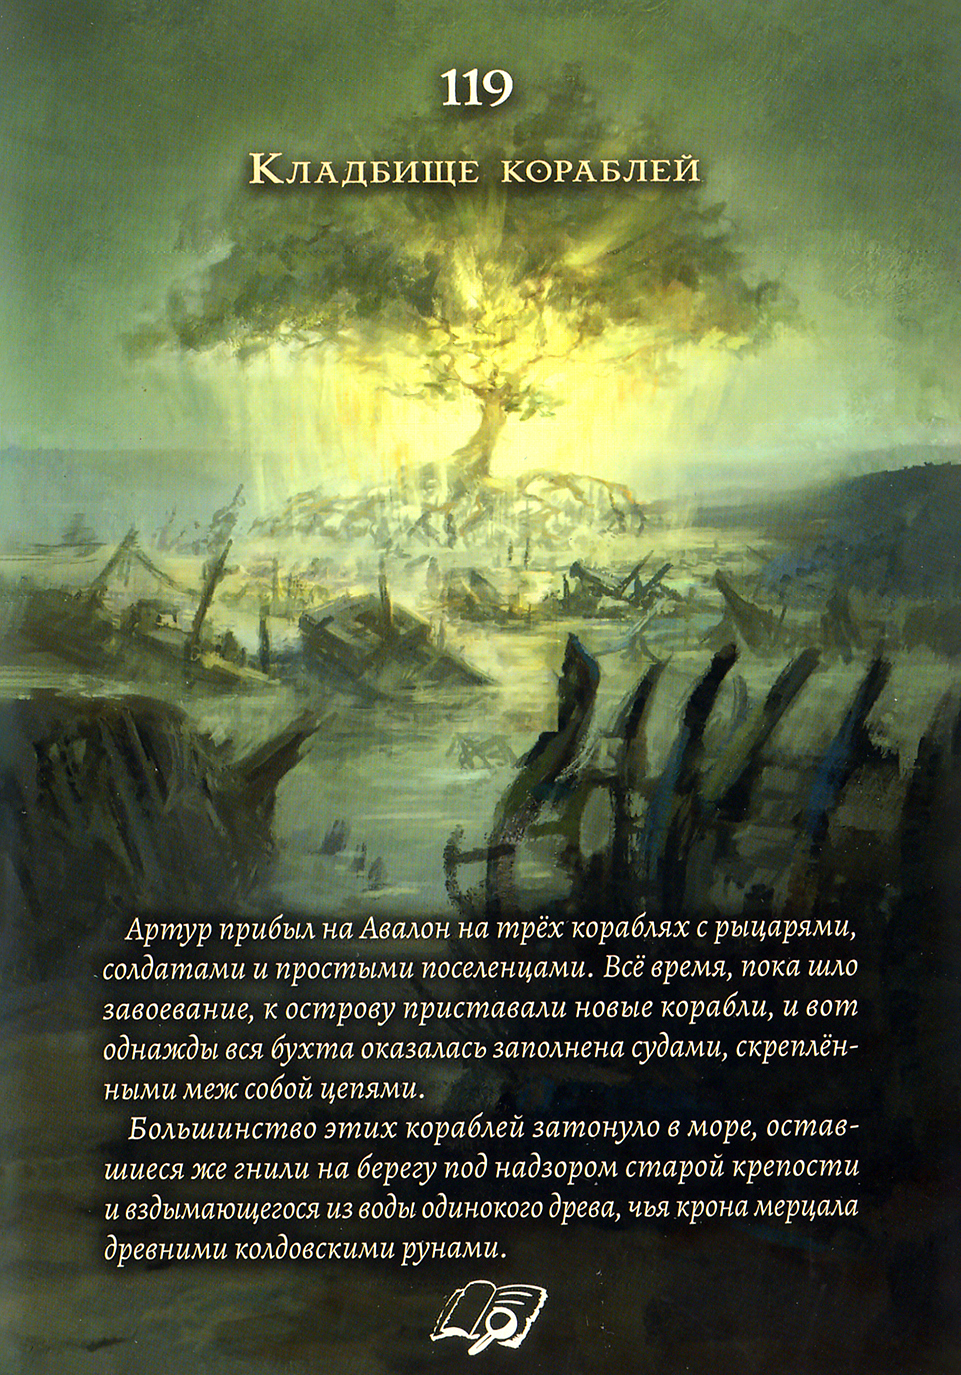 119
Кладбище кораблей
Артур прибыл на Авалон на трёх кораблях с рыцарями,
солдатами и простыми поселенцами. Всё время, пока шло
завоевание, к острову приставали новые корабли, и вот
однажды вся бухта оказалась заполнена судами, скреплён-
ными меж собой цепями.
Большинство этих кораблей затонуло в море, остав-
шиеся же гнили на берегу под надзором старой крепости
и вздымающегося из воды одинокого древа, чья крона мерцала
древними колдовскими рунами.